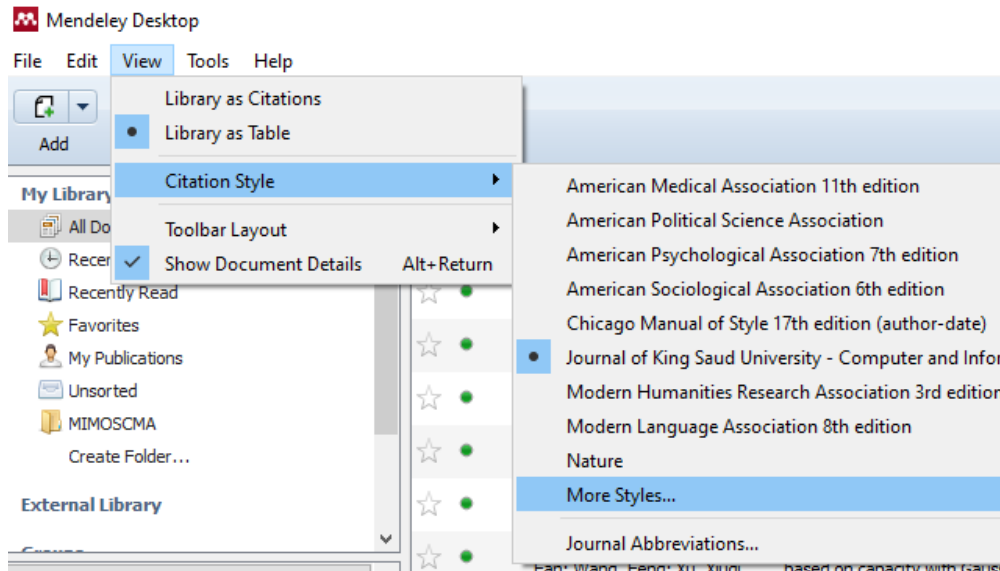 Mendeley Desktop
File Edit View Tools Help
Add
Library as Citations
Library as Table
Citation Style
Toolbar Layout
Show Document Details Alt+Return
My Library
All Do
Recen
Recently Read
Favorites
My Publications
Unsorted
MIMOSCMA
Create Folder...
External Library
American Medical Association 11th edition
American Political Science Association
American Psychological Association 7th edition
American Sociological Association 6th edition
Chicago Manual of Style 17th edition (author-date)
Journal of King Saud University - Computer and Infor
Modern Humanities Research Association 3rd edition
Modern Language Association 8th edition
Nature
More Styles...
Journal Abbreviations...